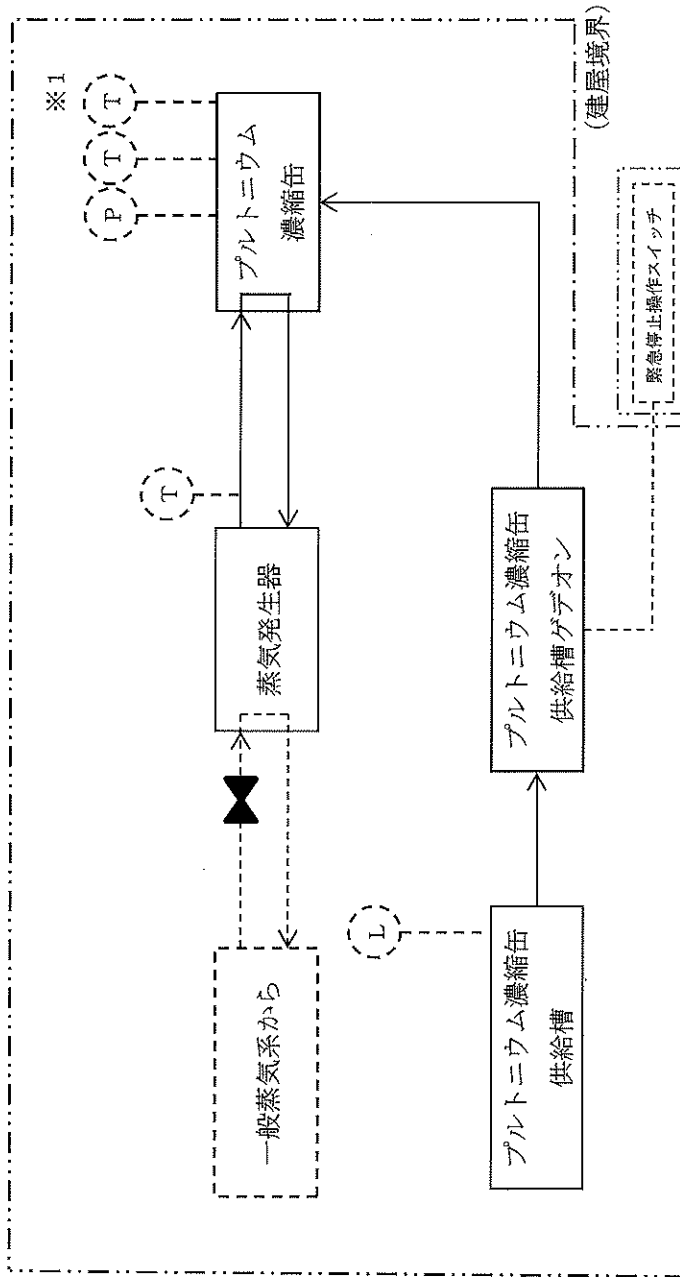 ※1
P
T
T
プルトニウム
濃縮缶
T
蒸気発生器
一般蒸気系から
L
プルトニウム濃縮缶
供給槽
プルトニウム濃縮缶
供給槽ゲデオン
(建屋境界)
緊急停止操作スイッチ